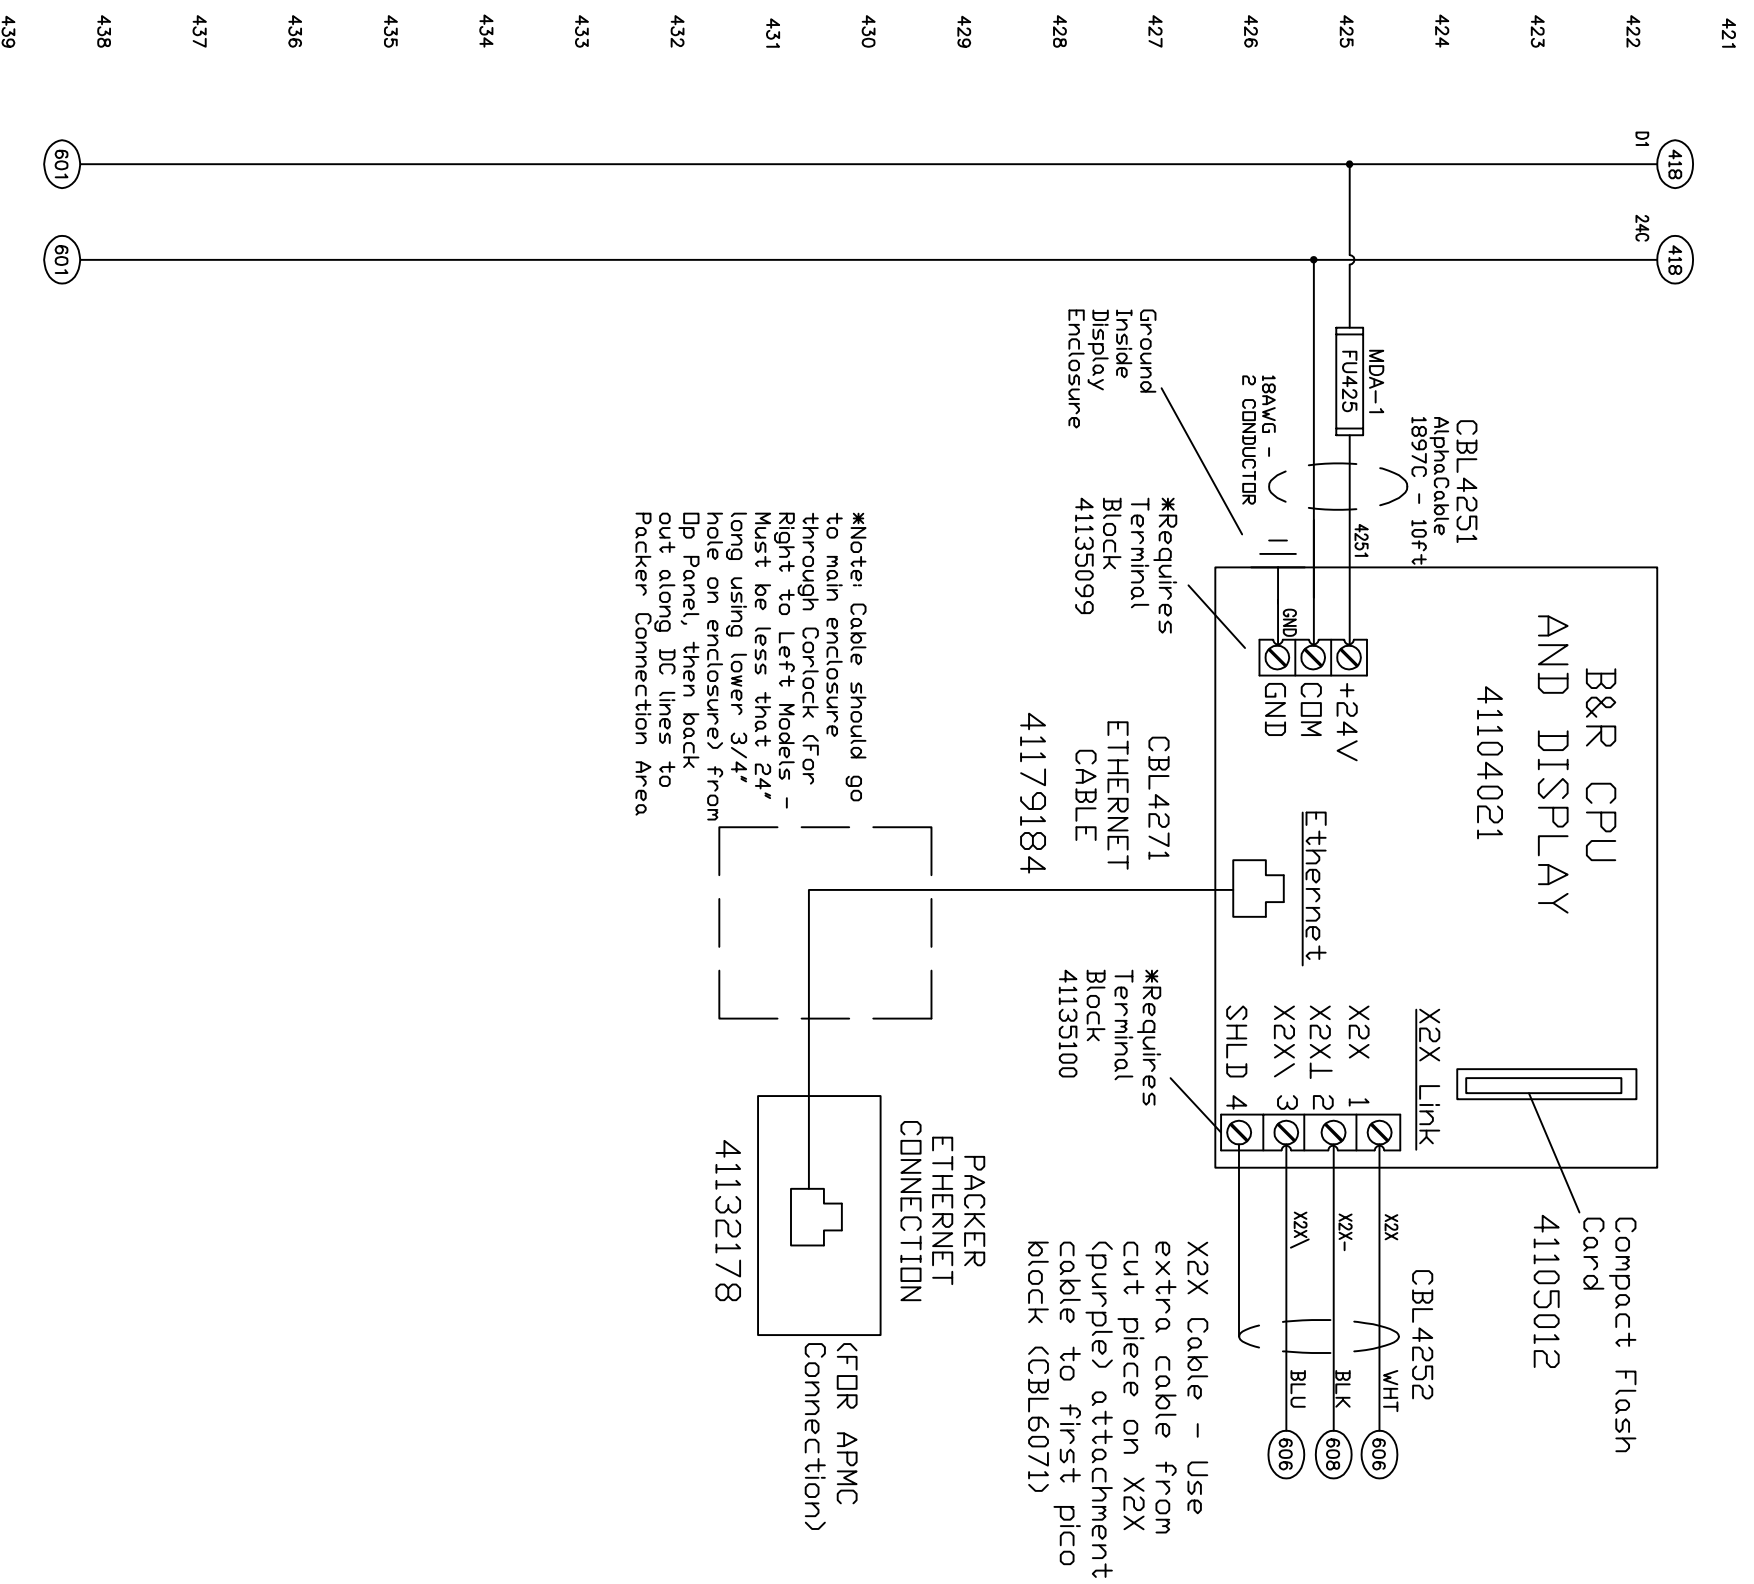 421
422
423
424
425
426
427
428
429
430
431
432
433
434
435
436
437
438
439
D1
418
24C
418
601
601
MDA-1
FU425
CBL4251
AlphaCable
1897C - 10ft
18AWG -
2 CONDUCTOR
4251
Ground
Inside
Display
Enclosure
*Requires
Terminal
Block
41135099
GND
+24V
COM
GND
B&R CPU
AND DISPLAY
41104021
Ethernet
X2X Link
X2X 1
X2X⊥ 2
X2X\ 3
SHLD 4
Compact Flash
Card
41105012
X2X
X2X-
X2X\
CBL4252
WHT
BLK
BLU
606
608
606
*Requires
Terminal
Block
41135100
X2X Cable - Use
extra cable from
cut piece on X2X
(purple) attachment
cable to first pico
block (CBL6071)
CBL4271
ETHERNET
CABLE
41179184
*Note: Cable should go
to main enclosure
through Corlock (For
Right to Left Models -
Must be less that 24"
long using lower 3/4"
hole on enclosure) from
Op Panel, then back
out along DC lines to
Packer Connection Area
PACKER
ETHERNET
CONNECTION
41132178
(FOR APMC
Connection)